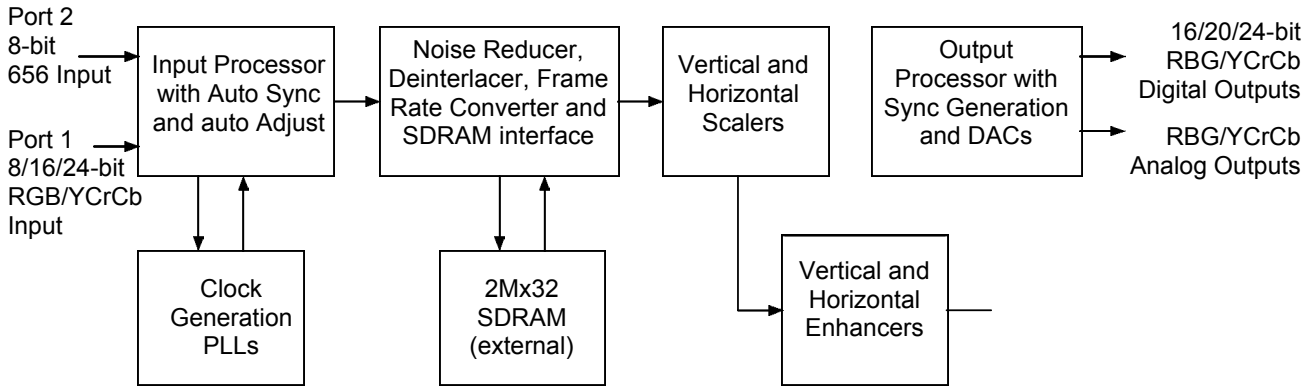 Port 2
8-bit
656 Input
Port 1
8/16/24-bit
RGB/YCrCb
Input
Input Processor
with Auto Sync
and auto Adjust
Noise Reducer,
Deinterlacer, Frame
Rate Converter and
SDRAM interface
Vertical and
Horizontal
Scalers
Output
Processor with
Sync Generation
and DACs
16/20/24-bit
RBG/YCrCb
Digital Outputs
RBG/YCrCb
Analog Outputs
Clock
Generation
PLLs
2Mx32
SDRAM
(external)
Vertical and
Horizontal
Enhancers